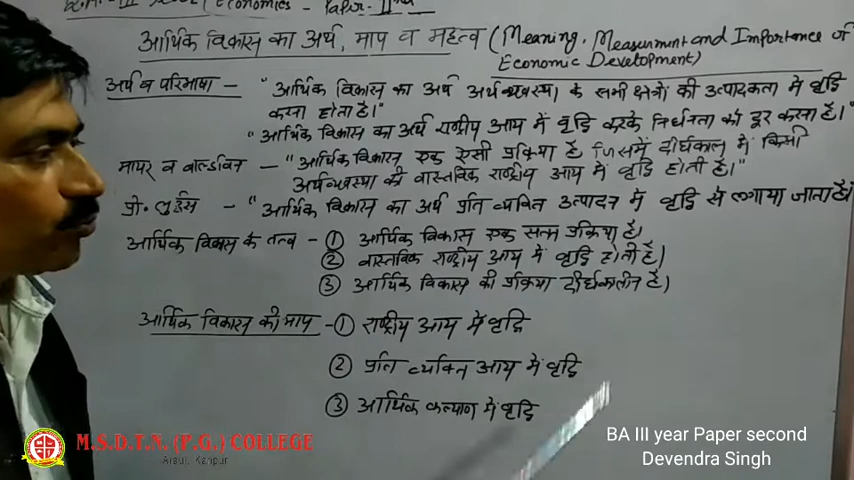 Economics - Paper - IInd
आर्थिक विकास का अर्थ, माप व महत्व (Meaning, Measurment and Importence of
Economic Development)
अर्थ व परिभाषा - "आर्थिक विकास का अर्थ अर्थव्यवस्था के सभी क्षेत्रों की उत्पादकता में वृद्धि
करना होता है।"
"आर्थिक विकास का अर्थ राष्ट्रीय आय में वृद्धि करके निर्धनता को दूर करना है।"
मायर व बाल्डविन - "आर्थिक विकास एक ऐसी प्रक्रिया है जिसमें दीर्घकाल में किसी
अर्थव्यवस्था की वास्तविक राष्ट्रीय आय में वृद्धि होती है।"
प्रो. लुईस - "आर्थिक विकास का अर्थ प्रति व्यक्ति उत्पादन में वृद्धि से लगाया जाता है।
आर्थिक विकास के तत्व - ① आर्थिक विकास एक सतत प्रक्रिया है।
② वास्तविक राष्ट्रीय आय में वृद्धि होती है।
③ आर्थिक विकास की प्रक्रिया दीर्घकालीन है।
आर्थिक विकास की माप - ① राष्ट्रीय आय में वृद्धि
② प्रति व्यक्ति आय में वृद्धि
③ आर्थिक कल्याण में वृद्धि
M.S.D.T.N. (P.G.) COLLEGE
Kanpur
BA III year Paper second
Devendra Singh